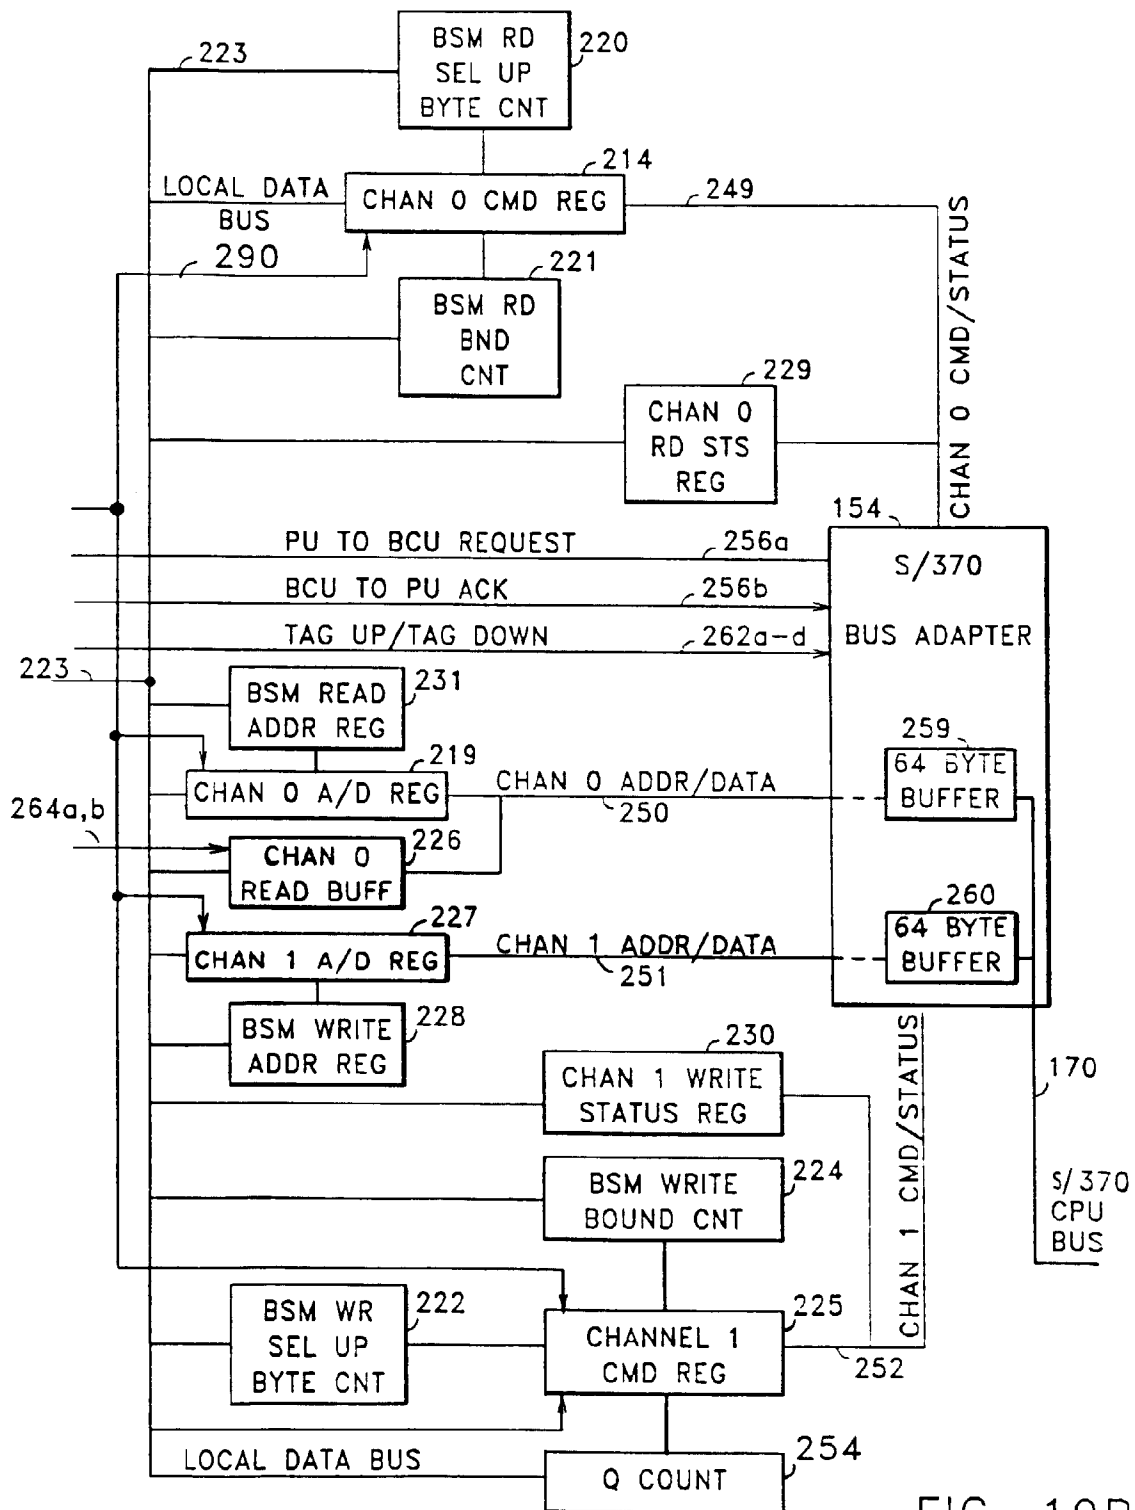 BSM RD
SEL UP
BYTE CNT
220
223
214
LOCAL DATA
BUS
CHAN 0 CMD REG
249
290
221
BSM RD
BND
CNT
CHAN 0 CMD/STATUS
229
CHAN 0
RD STS
REG
154
PU TO BCU REQUEST
256a
S/370
BUS ADAPTER
BCU TO PU ACK
256b
TAG UP/TAG DOWN
262a-d
223
BSM READ
ADDR REG
231
219
CHAN 0 A/D REG
CHAN 0 ADDR/DATA
250
259
64 BYTE
BUFFER
264a,b
CHAN 0
READ BUFF
226
227
CHAN 1 A/D REG
CHAN 1 ADDR/DATA
251
260
64 BYTE
BUFFER
BSM WRITE
ADDR REG
228
230
CHAN 1 WRITE
STATUS REG
CHAN 1 CMD/STATUS
170
BSM WRITE
BOUND CNT
224
S/370
CPU
BUS
BSM WR
SEL UP
BYTE CNT
222
CHANNEL 1
CMD REG
225
252
LOCAL DATA BUS
Q COUNT
254